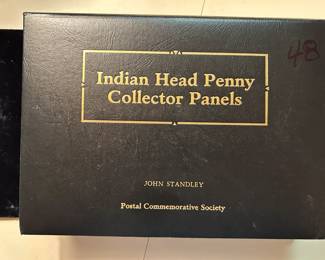 48
Indian Head Penny
Collector Panels
JOHN STANDLEY
Postal Commemorative Society